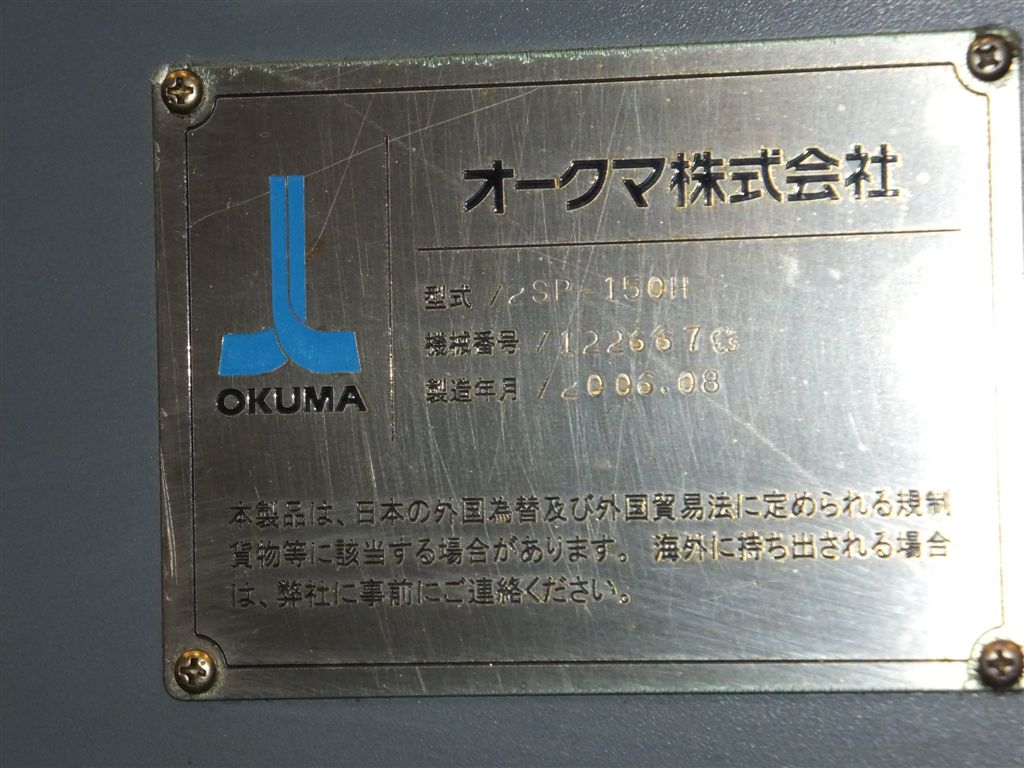 オークマ株式会社
OKUMA
型式 /2SP-150H
機械番号 /122667G
製造年月 /2006.08
本製品は、日本の外国為替及び外国貿易法に定められる規制
貨物等に該当する場合があります。 海外に持ち出される場合
は、弊社に事前にご連絡ください。